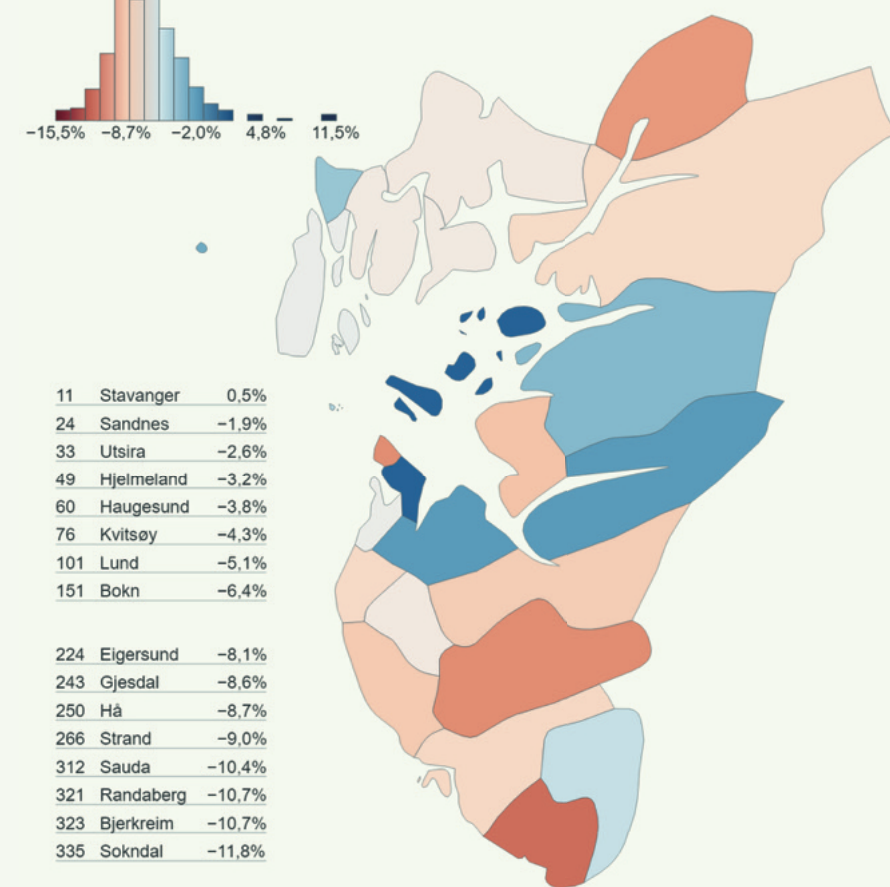 −15,5% −8,7% −2,0% 4,8% 11,5%
11 Stavanger 0,5%
24 Sandnes −1,9%
33 Utsira −2,6%
49 Hjelmeland −3,2%
60 Haugesund −3,8%
76 Kvitsøy −4,3%
101 Lund −5,1%
151 Bokn −6,4%
224 Eigersund −8,1%
243 Gjesdal −8,6%
250 Hå −8,7%
266 Strand −9,0%
312 Sauda −10,4%
321 Randaberg −10,7%
323 Bjerkreim −10,7%
335 Sokndal −11,8%